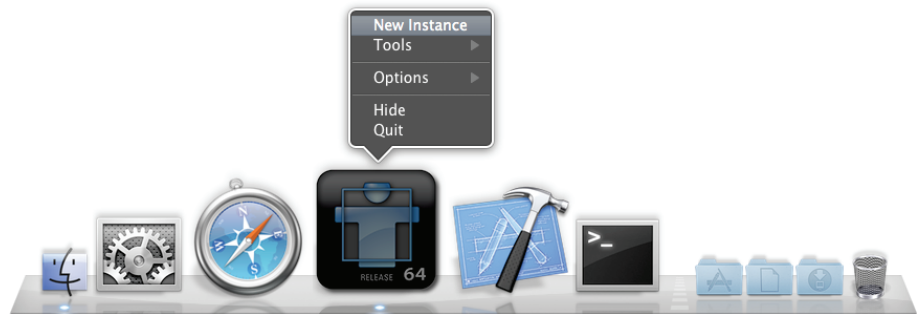 New Instance
Tools
Options
Hide
Quit
RELEASE 64
>_
N
E
S
W